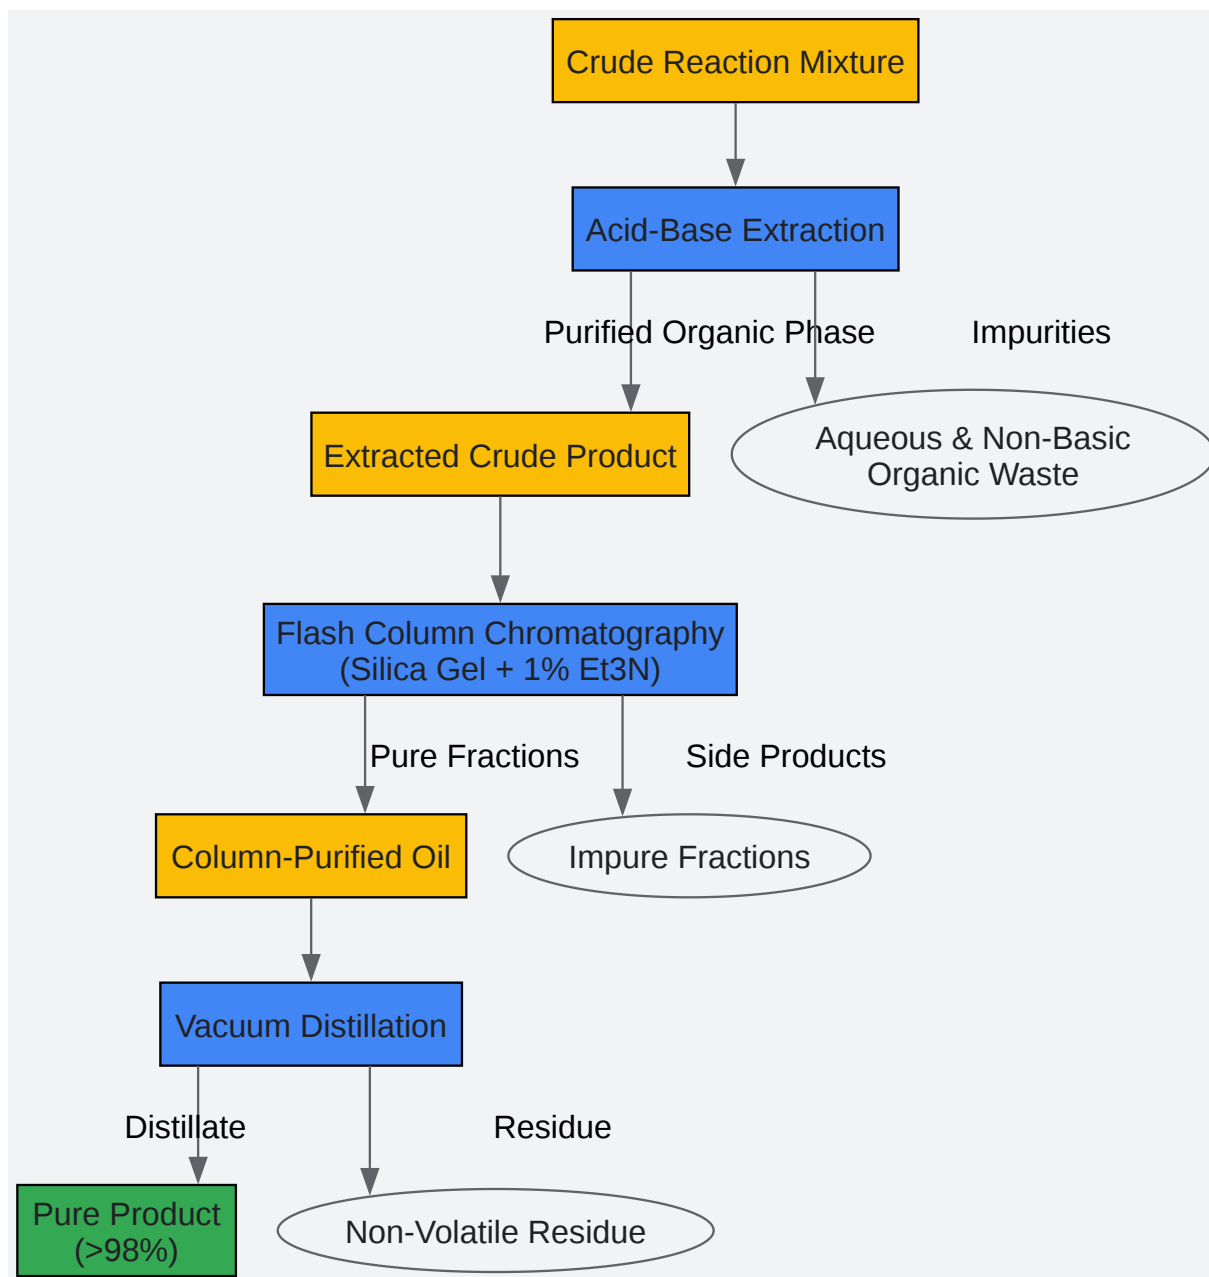 Crude Reaction Mixture
Acid-Base Extraction
Purified Organic Phase
Impurities
Extracted Crude Product
Aqueous & Non-Basic
Organic Waste
Flash Column Chromatography
(Silica Gel + 1% Et3N)
Pure Fractions
Side Products
Column-Purified Oil
Impure Fractions
Vacuum Distillation
Distillate
Residue
Pure Product
(>98%)
Non-Volatile Residue